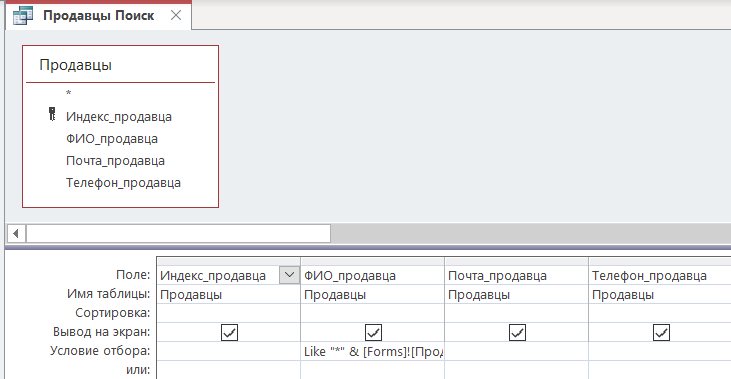 Продавцы Поиск
Продавцы
*
Индекс_продавца
ФИО_продавца
Почта_продавца
Телефон_продавца
Поле: Индекс_продавца ФИО_продавца Почта_продавца Телефон_продавца
Имя таблицы: Продавцы Продавцы Продавцы Продавцы
Сортировка:
Вывод на экран:
Условие отбора: Like "*" & [Forms]![Прод
или: